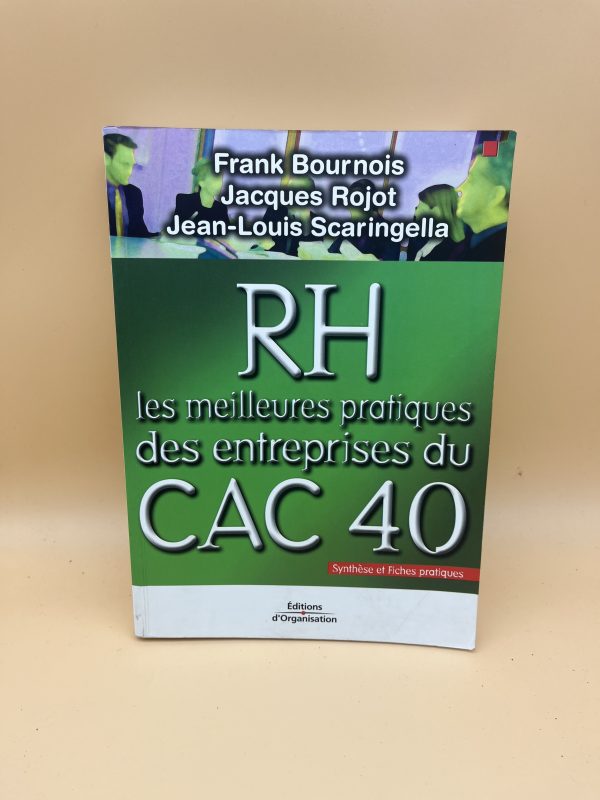 Frank Bournois
Jacques Rojot
Jean-Louis Scaringella
RH
les meilleures pratiques
des entreprises du
CAC 40
Synthèse et Fiches pratiques
Éditions
d'Organisation